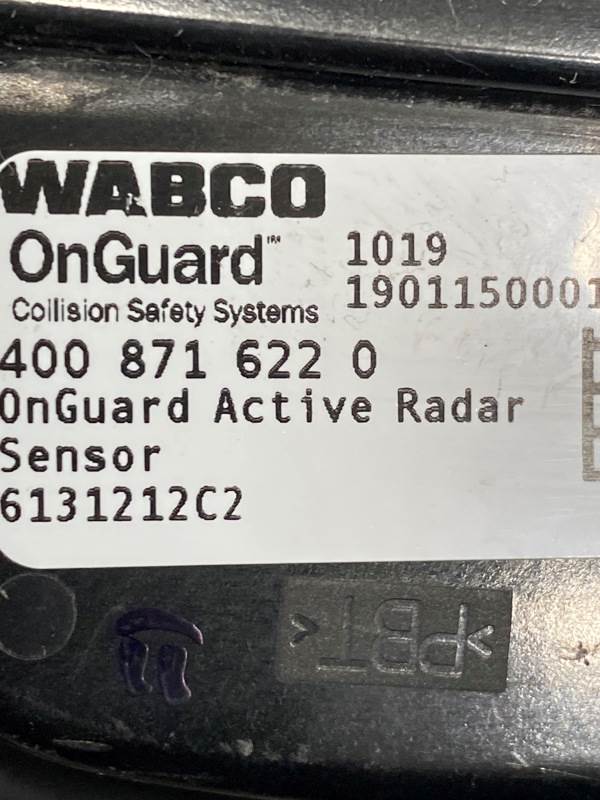 WABCO
OnGuard™
Collision Safety Systems
1019
1901150001
400 871 622 0
OnGuard Active Radar
Sensor
6131212C2
>PBT<